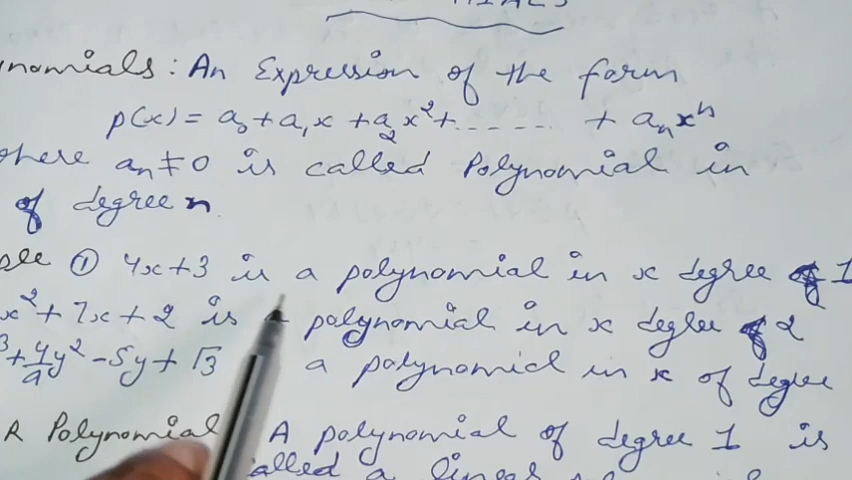 nomials: An Expression of the form
p(x) = a₀ + a₁x + a₂x² + ....... + aₙxⁿ
where aₙ ≠ 0 is called Polynomial in
of degree n
ple ① 4x+3 is a polynomial in x degree of 1
x² + 7x + 2 is polynomial in x degree of 2
³ + 4/9 y² - 5y + √3 a polynomial in x of degree
R Polynomial A polynomial of degree 1 is
called a linear